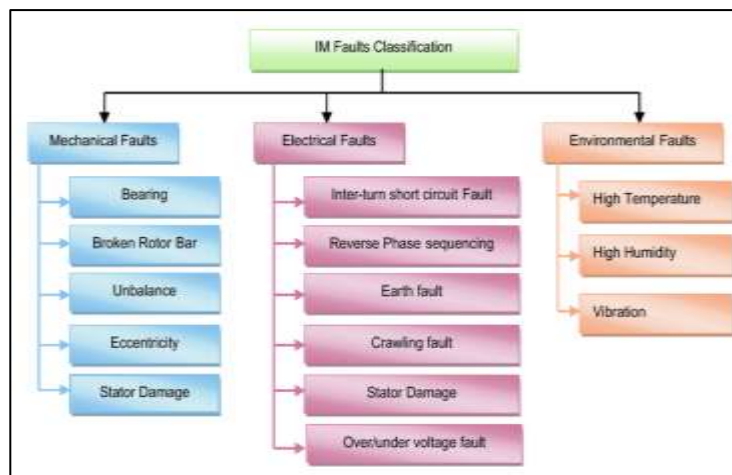 IM Faults Classification
Mechanical Faults
Bearing
Broken Rotor Bar
Unbalance
Eccentricity
Stator Damage
Electrical Faults
Inter-turn short circuit Fault
Reverse Phase sequencing
Earth fault
Crawling fault
Stator Damage
Over/under voltage fault
Environmental Faults
High Temperature
High Humidity
Vibration